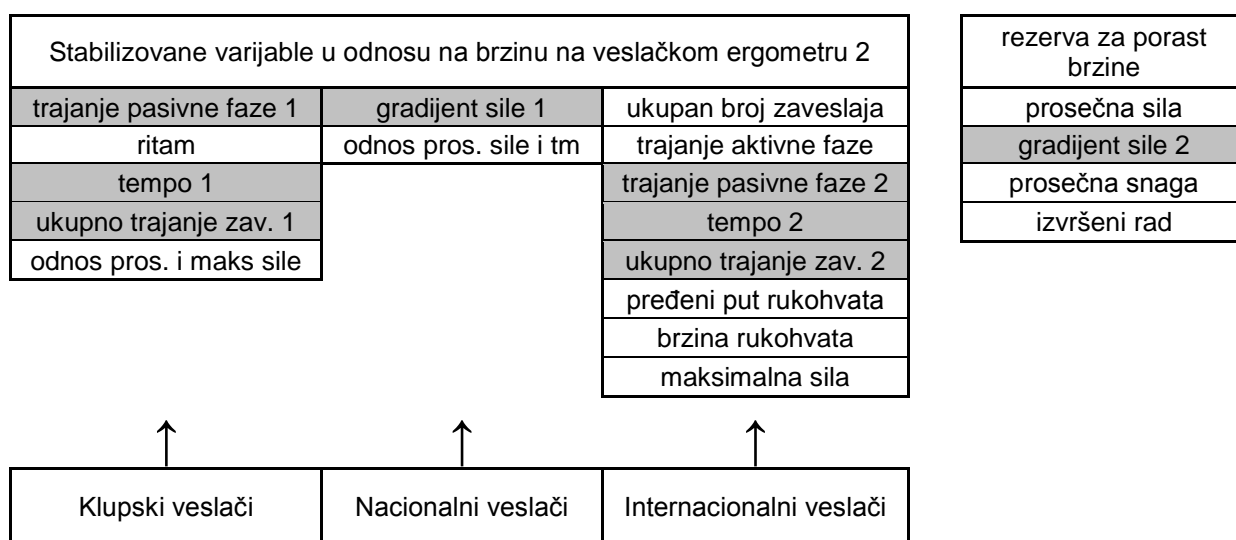 Stabilizovane varijable u odnosu na brzinu na veslačkom ergometru 2
trajanje pasivne faze 1
ritam
tempo 1
ukupno trajanje zav. 1
odnos pros. i maks sile
gradijent sile 1
odnos pros. sile i tm
ukupan broj zaveslaja
trajanje aktivne faze
trajanje pasivne faze 2
tempo 2
ukupno trajanje zav. 2
pređeni put rukohvata
brzina rukohvata
maksimalna sila
rezerva za porast
brzine
prosečna sila
gradijent sile 2
prosečna snaga
izvršeni rad
Klupski veslači
Nacionalni veslači
Internacionalni veslači